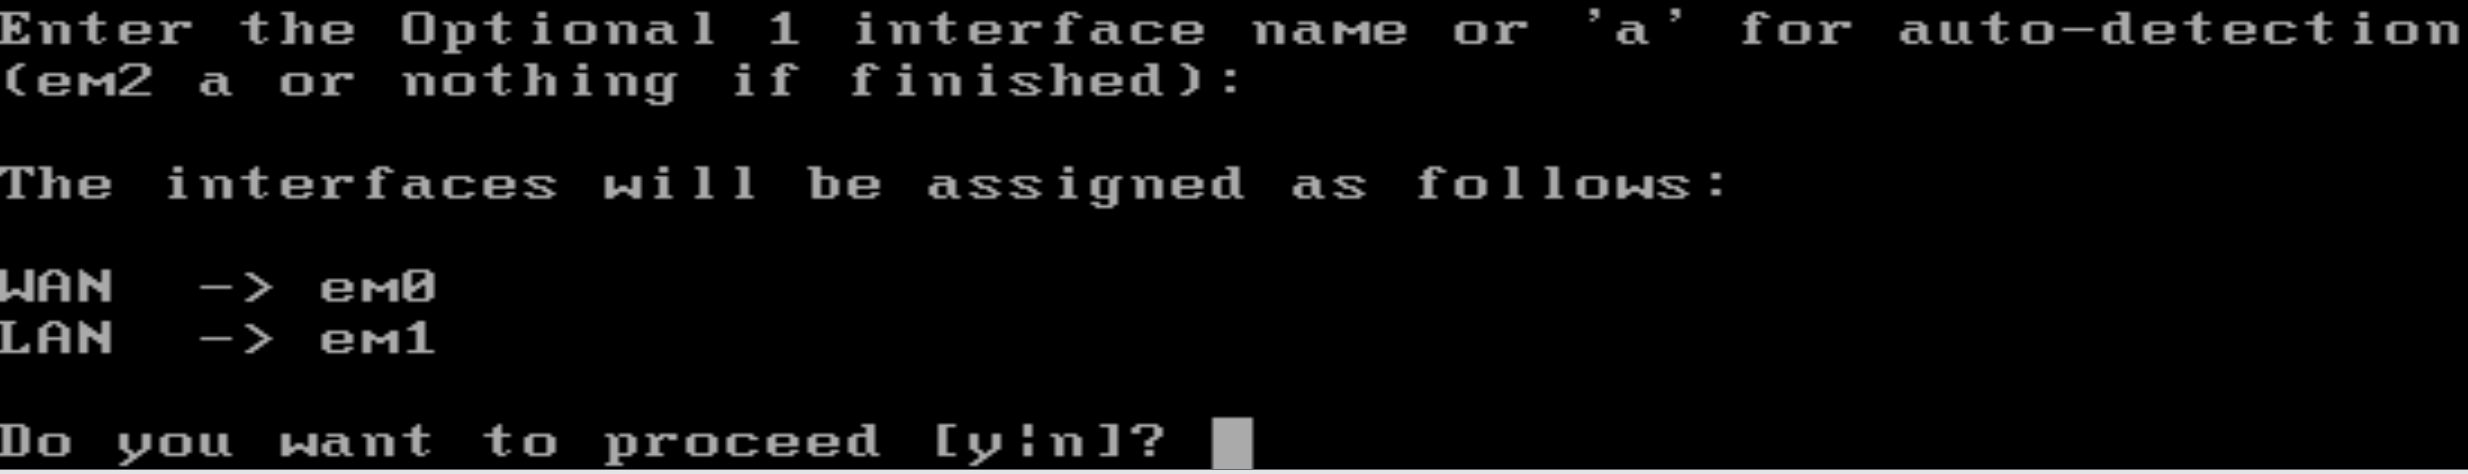 Enter the Optional 1 interface name or 'a' for auto-detection
(em2 a or nothing if finished):
The interfaces will be assigned as follows:
WAN  -> em0
LAN  -> em1
Do you want to proceed [y|n]?